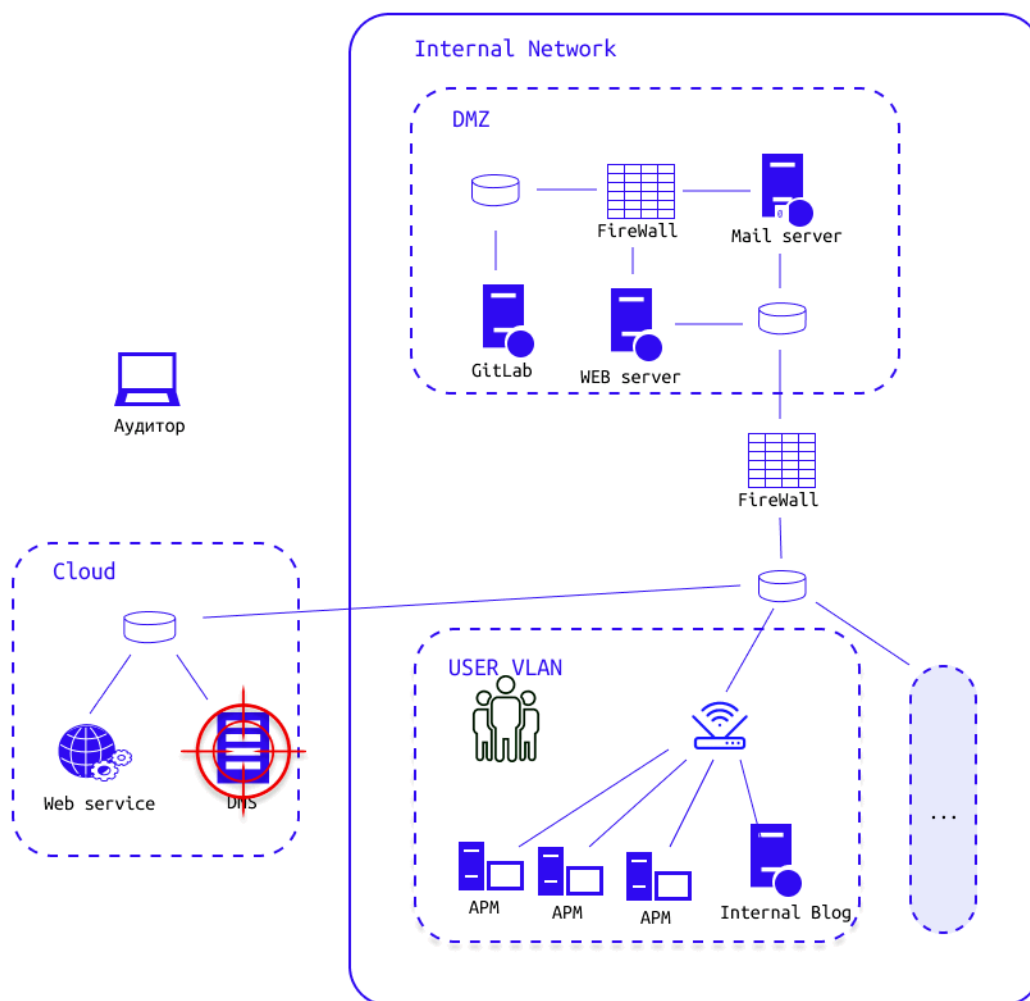 Internal Network
DMZ
FireWall
Mail server
@
GitLab
WEB server
Аудитор
FireWall
Cloud
USER VLAN
Web service
DNS
...
АРМ
АРМ
АРМ
Internal Blog